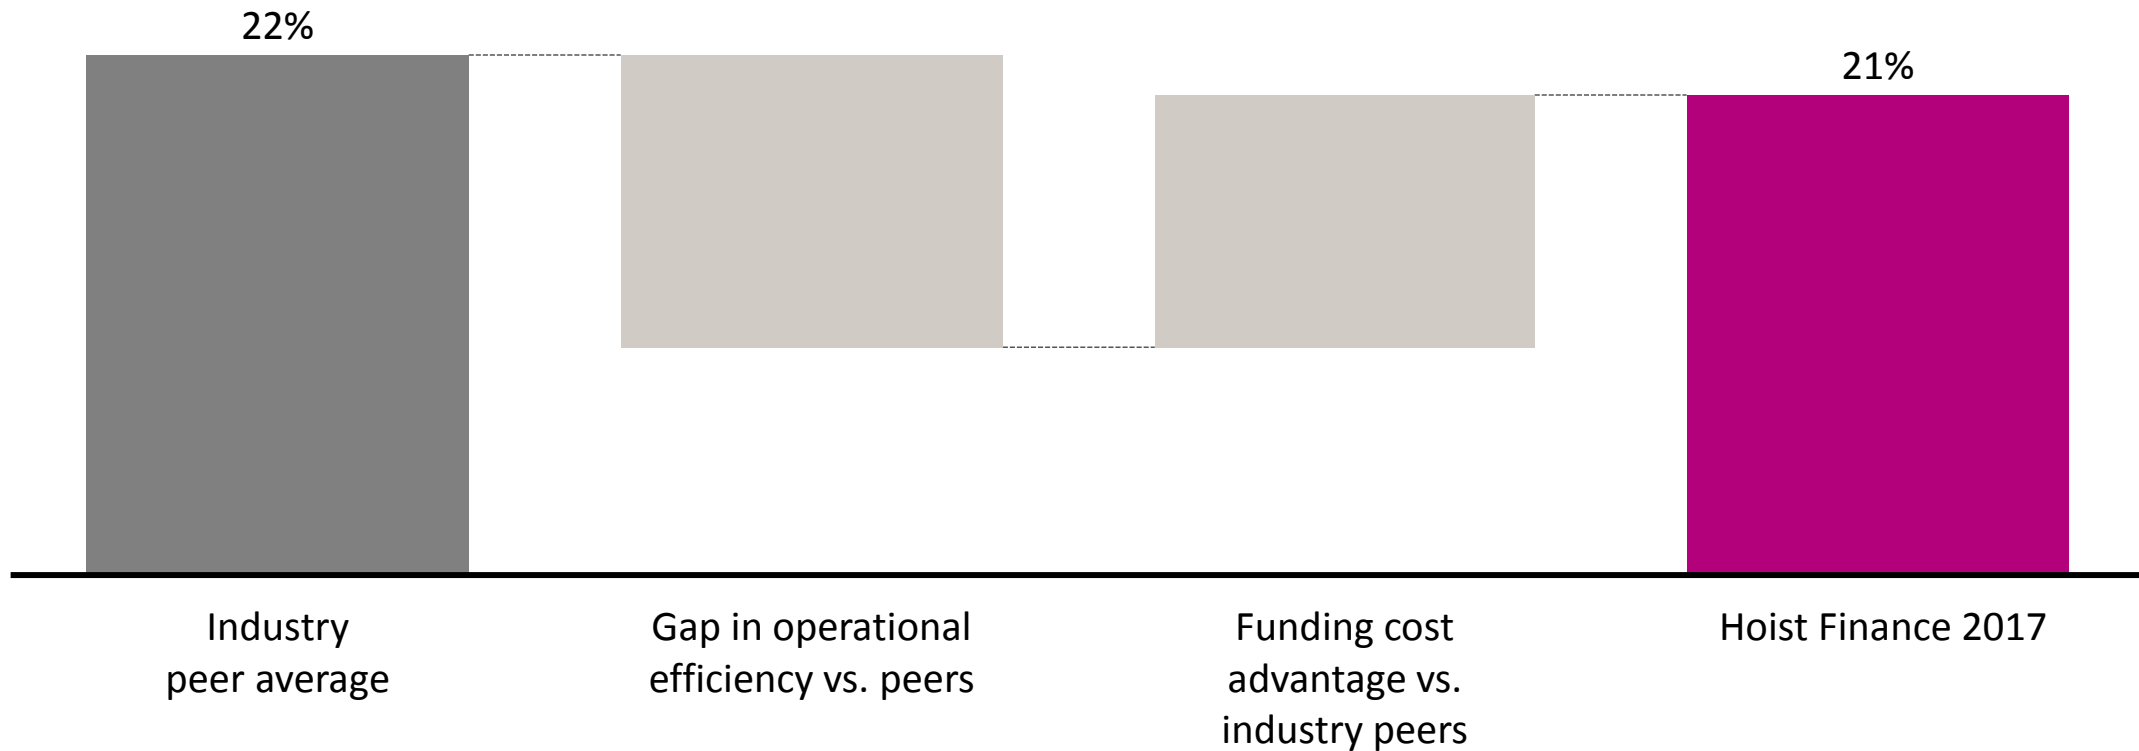 22%
21%
Industry
peer average
Gap in operational
efficiency vs. peers
Funding cost
advantage vs.
industry peers
Hoist Finance 2017